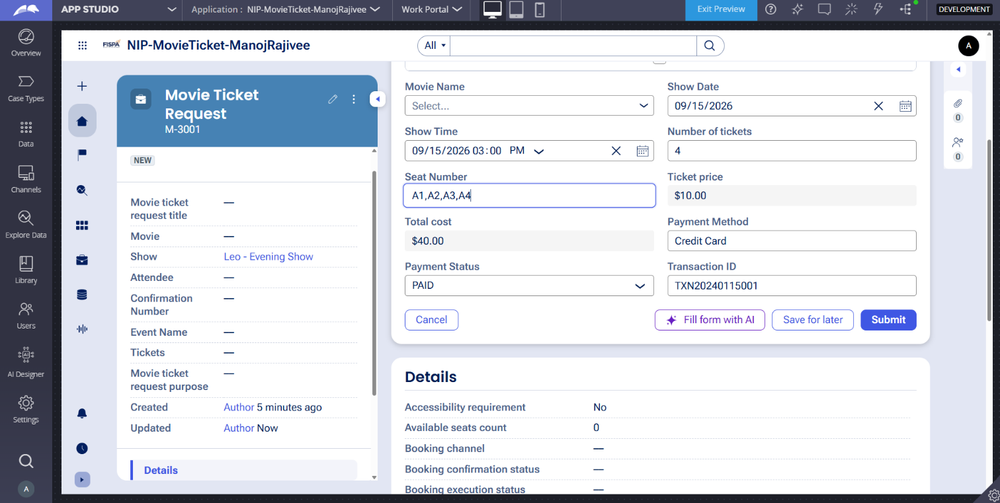 APP STUDIO
Application : NIP-MovieTicket-ManojRajivee
Work Portal
Exit Preview
DEVELOPMENT
Overview
Case Types
Data
Channels
Explore Data
Library
Users
AI
AI Designer
Settings
A
FISPA
NIP-MovieTicket-ManojRajivee
All
A
Movie Ticket
Request
M-3001
NEW
Movie ticket
request title
—
Movie
—
Show
Leo - Evening Show
Attendee
—
Confirmation
Number
—
Event Name
—
Tickets
—
Movie ticket
request purpose
—
Created
Author 5 minutes ago
Updated
Author Now
Details
Movie Name
Select...
Show Date
09/15/2026
Show Time
09/15/2026 03:00 PM
Number of tickets
4
Seat Number
A1,A2,A3,A4
Ticket price
$10.00
Total cost
$40.00
Payment Method
Credit Card
Payment Status
PAID
Transaction ID
TXN20240115001
Cancel
Fill form with AI
Save for later
Submit
Details
Accessibility requirement
No
Available seats count
0
Booking channel
—
Booking confirmation status
—
Booking execution status
—
0
0